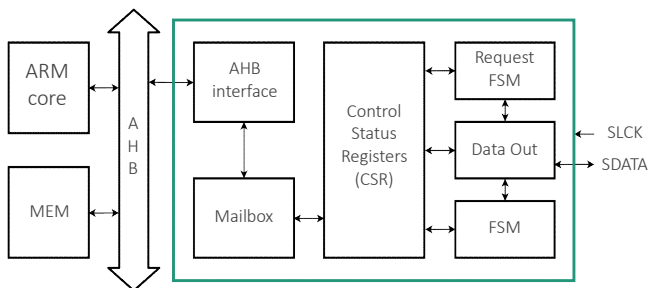 ARM
core
MEM
A
H
B
AHB
interface
Mailbox
Control
Status
Registers
(CSR)
Request
FSM
Data Out
FSM
SLCK
SDATA